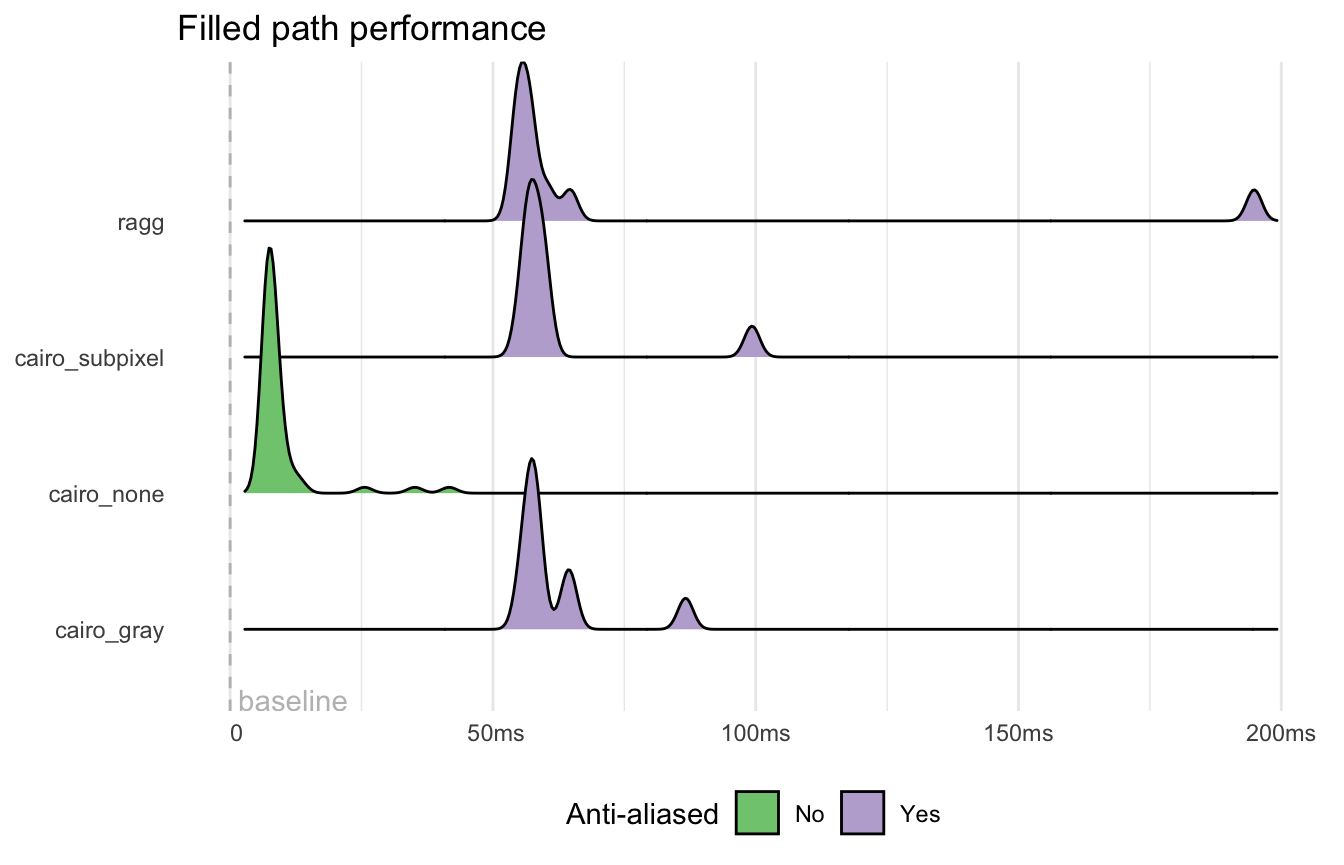 Filled path performance
ragg
cairo_subpixel
cairo_none
cairo_gray
baseline
0 50ms 100ms 150ms 200ms
Anti-aliased No Yes